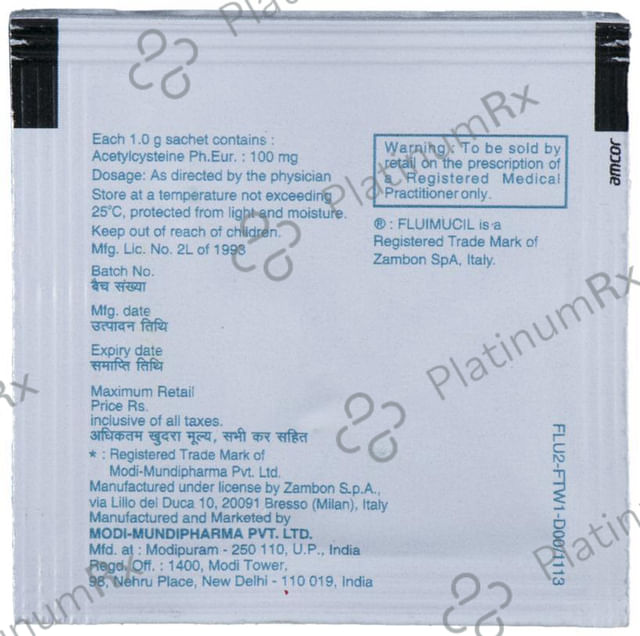 Each 1.0 g sachet contains :
Acetylcysteine Ph.Eur. : 100 mg
Dosage: As directed by the physician
Store at a temperature not exceeding
25°C, protected from light and moisture.
Keep out of reach of children.
Mfg. Lic. No. 2L of 1993
Batch No.
बैच संख्या
Mfg. date
उत्पादन तिथि
Expiry date
समाप्ति तिथि
Maximum Retail
Price Rs.
inclusive of all taxes.
अधिकतम खुदरा मूल्य, सभी कर सहित
* : Registered Trade Mark of
Modi-Mundipharma Pvt. Ltd.
Manufactured under license by Zambon S.p.A.,
via Lillo del Duca 10, 20091 Bresso (Milan), Italy
Manufactured and Marketed by
MODI-MUNDIPHARMA PVT. LTD.
Mfd. at : Modipuram - 250 110, U.P., India
Regd. Off. : 1400, Modi Tower.
98, Nehru Place, New Delhi - 110 019, India
Warning: To be sold by
retail on the prescription of
a Registered Medical
Practitioner only.
® : FLUIMUCIL is a
Registered Trade Mark of
Zambon SpA, Italy.
amcor
PlatinumRx
PlatinumRx
PlatinumRx
PlatinumRx